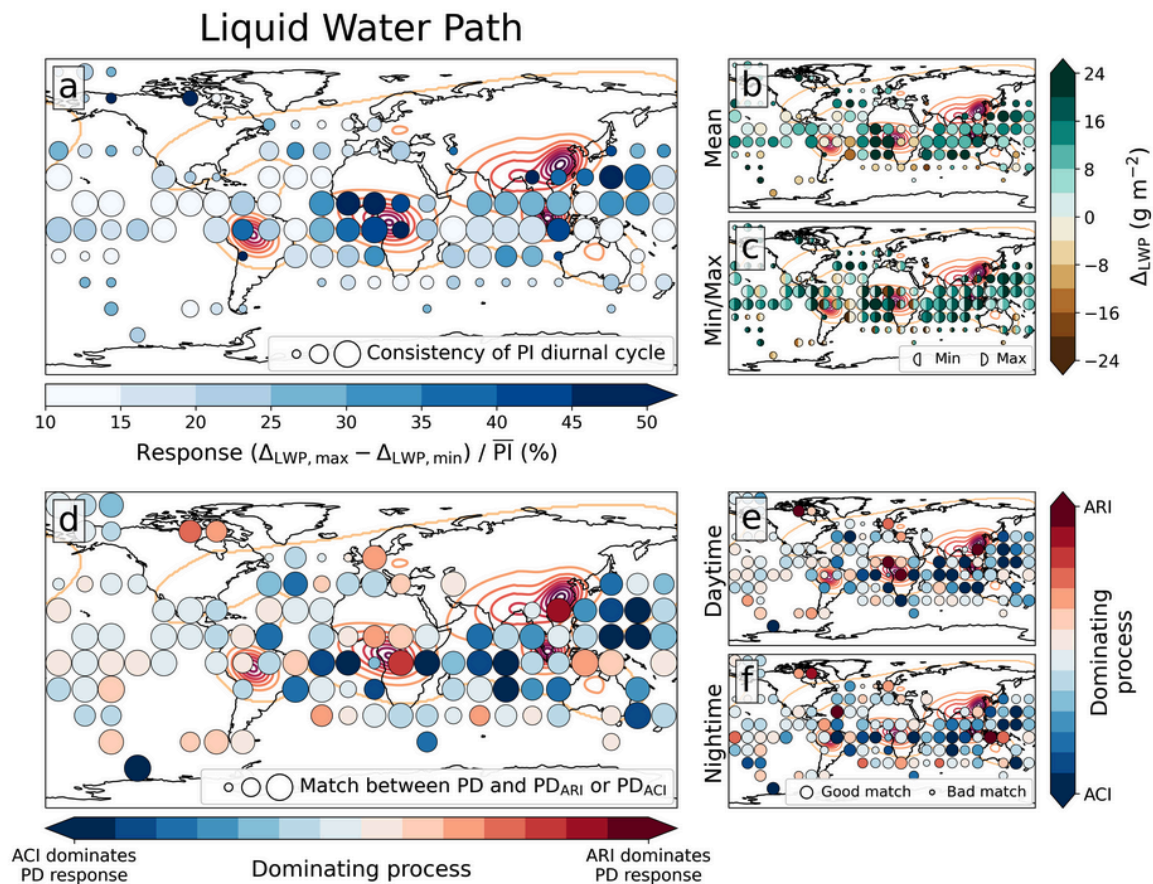 Liquid Water Path
a
Consistency of PI diurnal cycle
10 15 20 25 30 35 40 45 50
Response (Δ_LWP, max − Δ_LWP, min) / P̅I̅ (%)
b
Mean
c
Min/Max
Min Max
24
16
8
0
−8
−16
−24
Δ_LWP (g m⁻²)
d
Match between PD and PD_ARI or PD_ACI
ACI dominates
PD response
Dominating process
ARI dominates
PD response
e
Daytime
f
Nighttime
Good match Bad match
ARI
Dominating
process
ACI